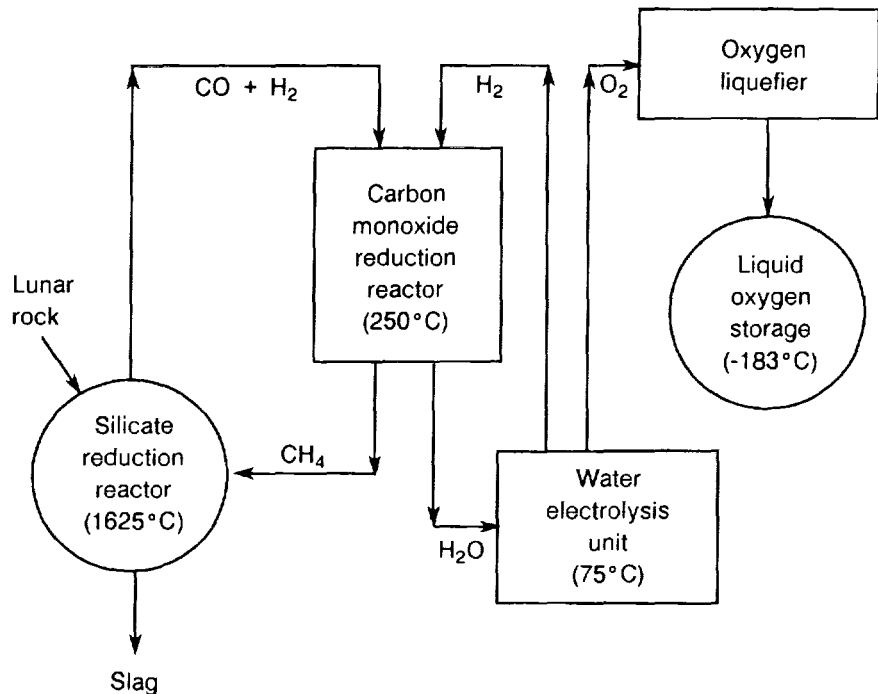 CO + H₂
H₂
O₂
Oxygen
liquefier
Carbon
monoxide
reduction
reactor
(250°C)
Lunar
rock
Liquid
oxygen
storage
(-183°C)
Silicate
reduction
reactor
(1625°C)
CH₄
Water
electrolysis
unit
(75°C)
H₂O
Slag